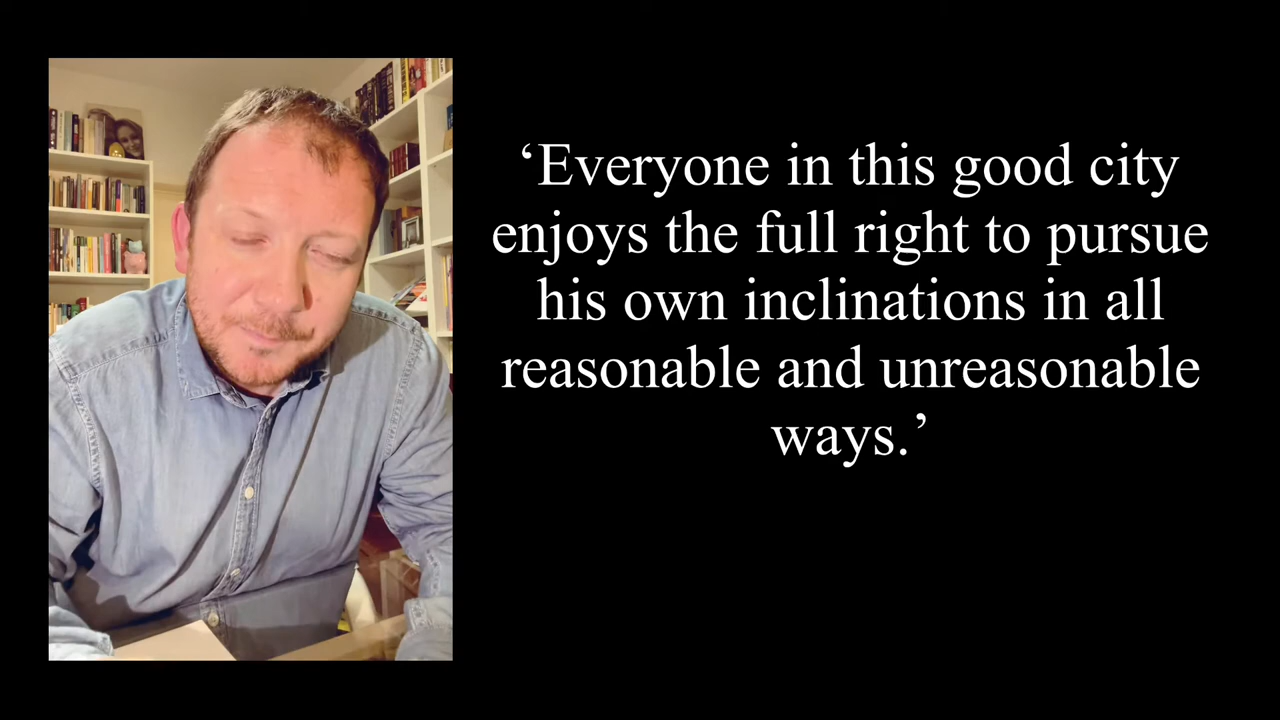 ‘Everyone in this good city
enjoys the full right to pursue
his own inclinations in all
reasonable and unreasonable
ways.’